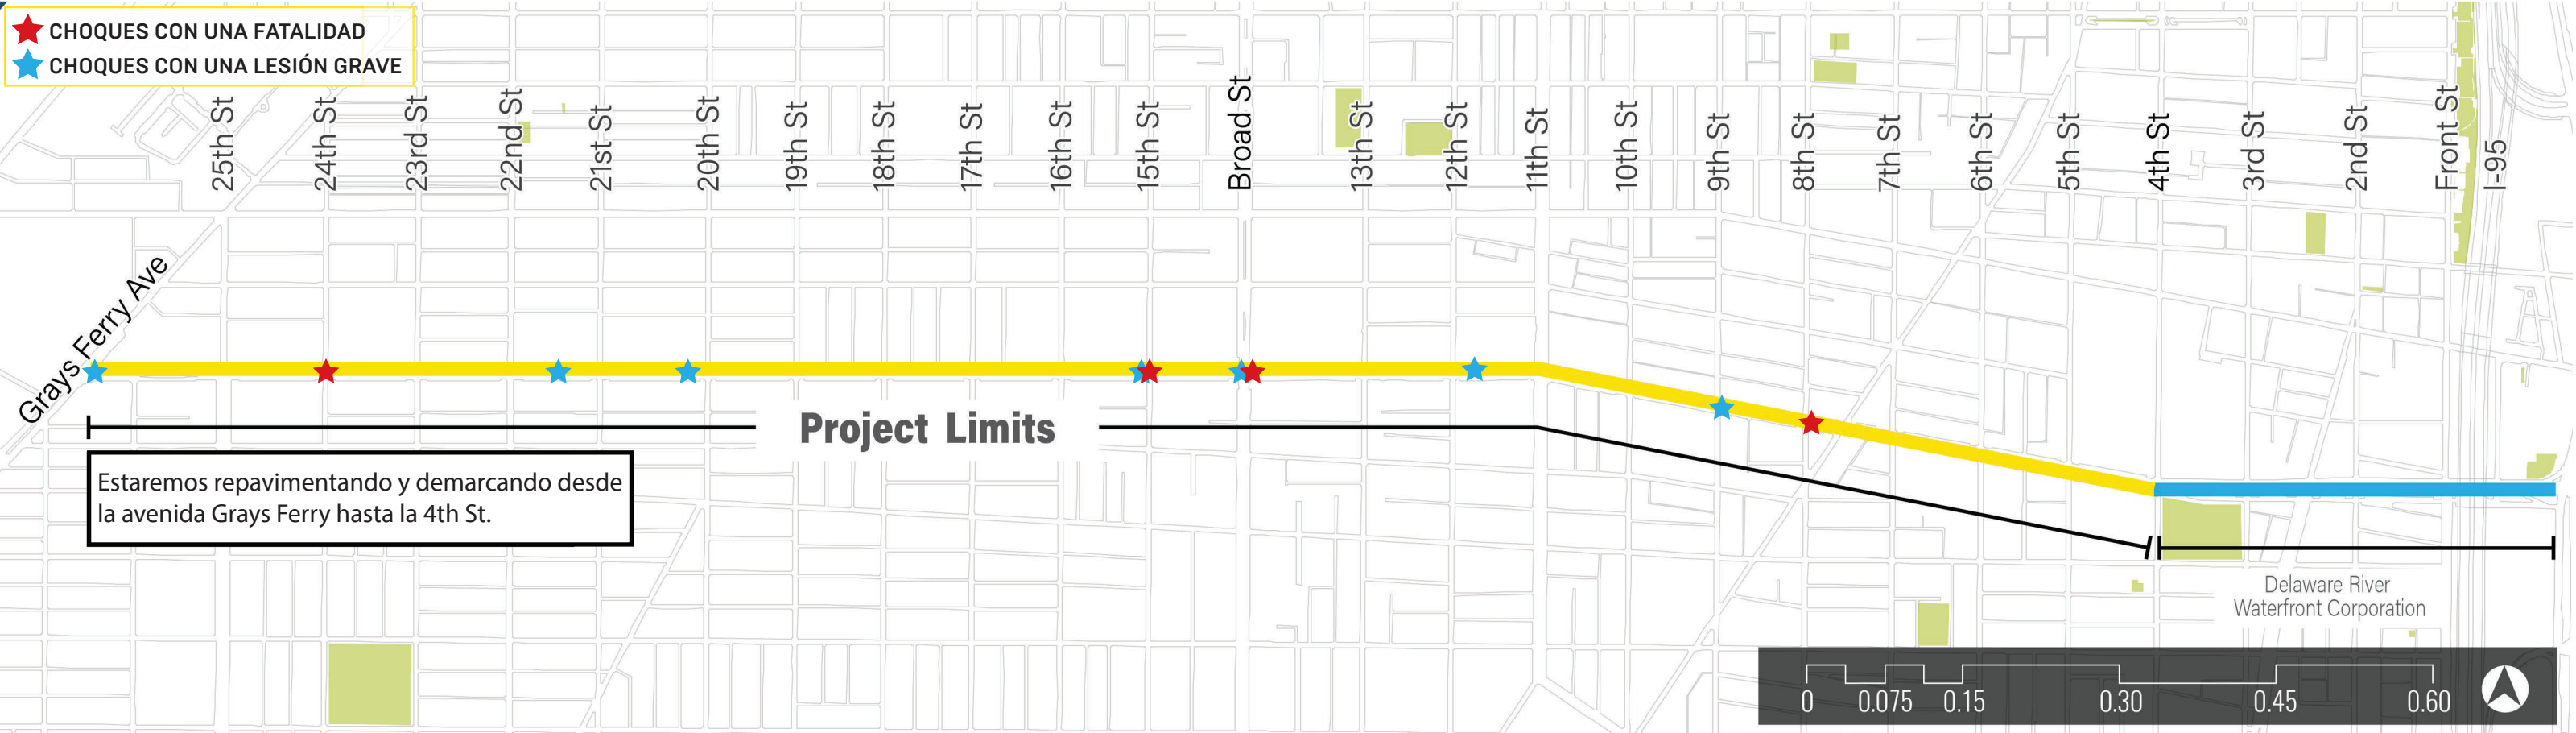 CHOQUES CON UNA FATALIDAD
CHOQUES CON UNA LESIÓN GRAVE
25th St
24th St
23rd St
22nd St
21st St
20th St
19th St
18th St
17th St
16th St
15th St
Broad St
13th St
12th St
11th St
10th St
9th St
8th St
7th St
6th St
5th St
4th St
3rd St
2nd St
Front St
I-95
Grays Ferry Ave
Project Limits
Estaremos repavimentando y demarcando desde
la avenida Grays Ferry hasta la 4th St.
Delaware River
Waterfront Corporation
0 0.075 0.15 0.30 0.45 0.60